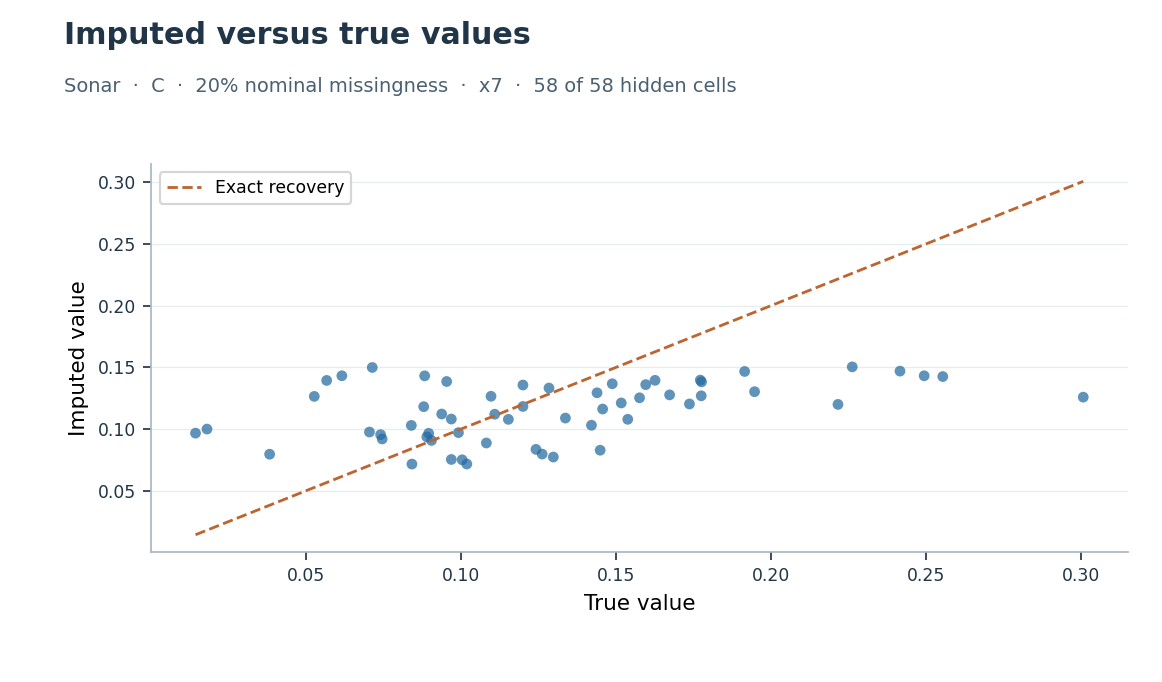 Imputed versus true values
Sonar · C · 20% nominal missingness · x7 · 58 of 58 hidden cells
Exact recovery
0.30
0.25
0.20
0.15
0.10
0.05
Imputed value
0.05 0.10 0.15 0.20 0.25 0.30
True value